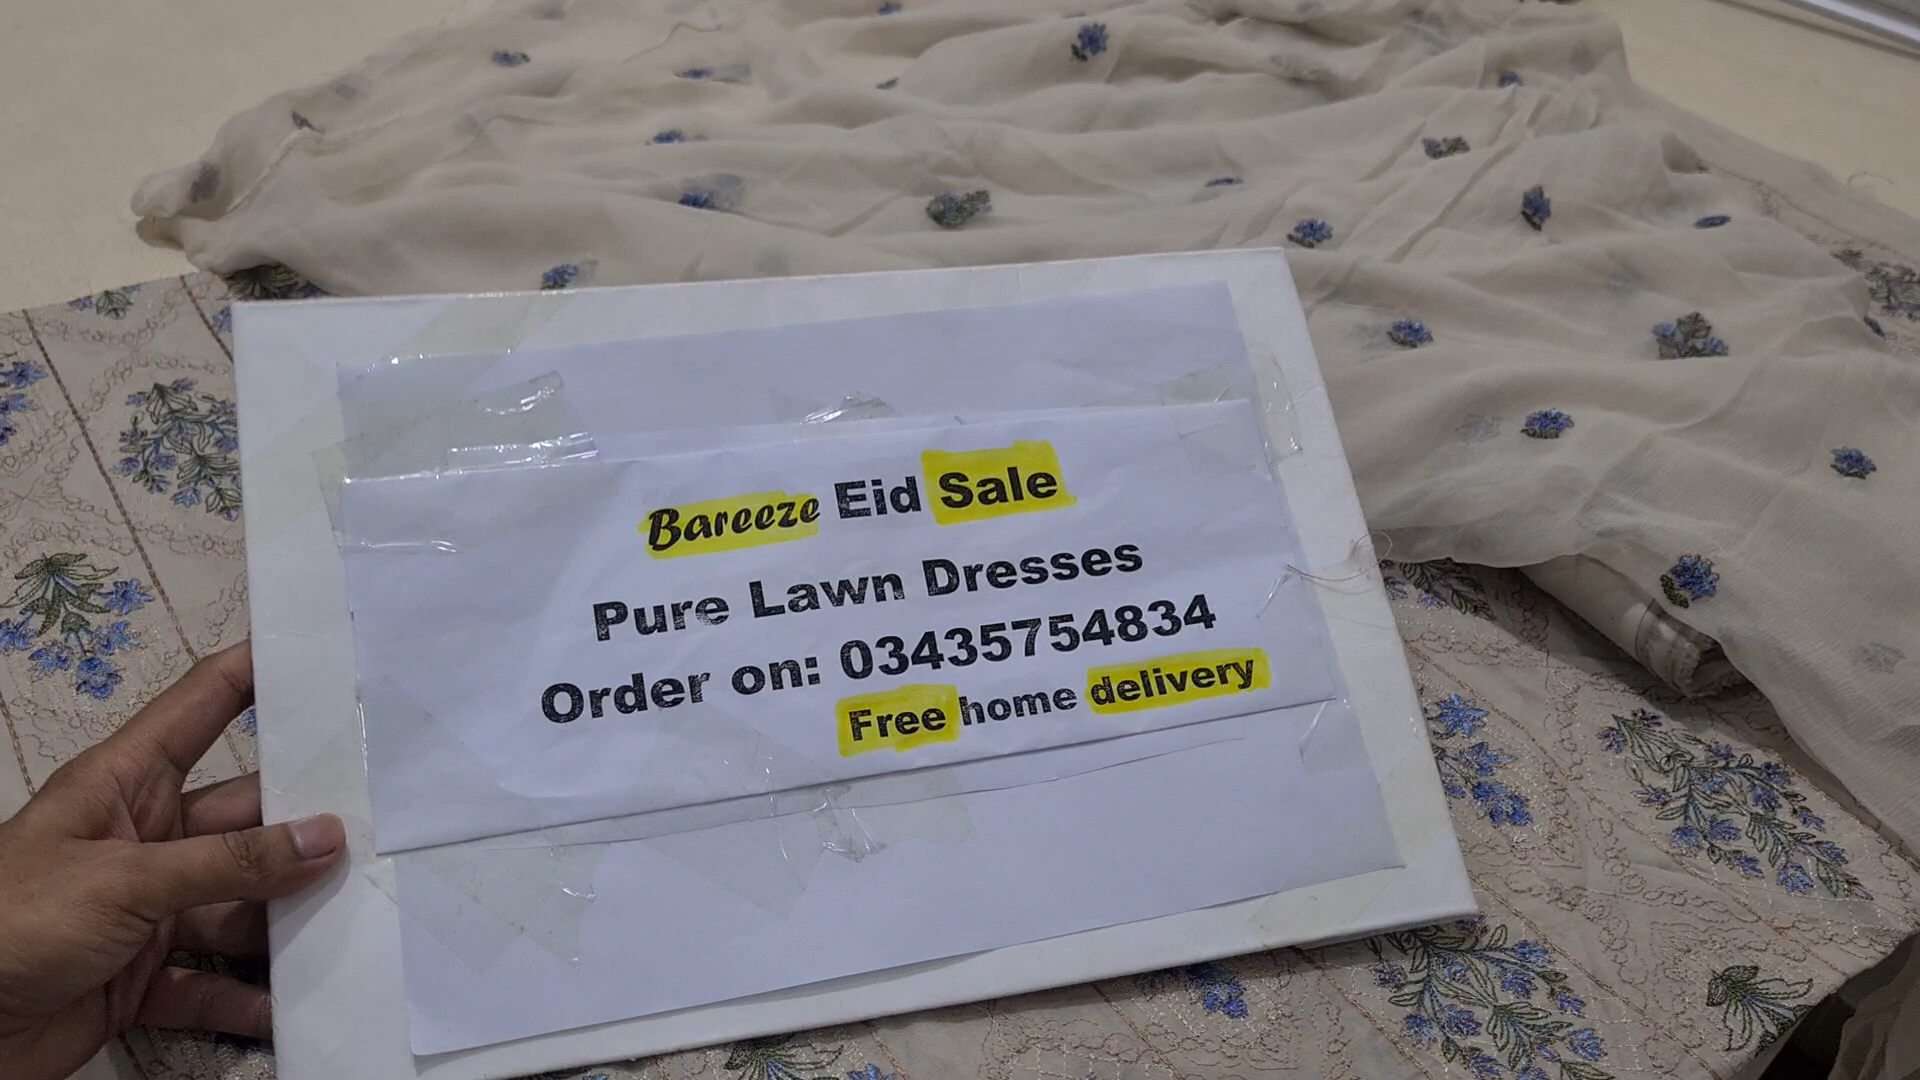 Bareeze Eid Sale
Pure Lawn Dresses
Order on: 03435754834
Free home delivery